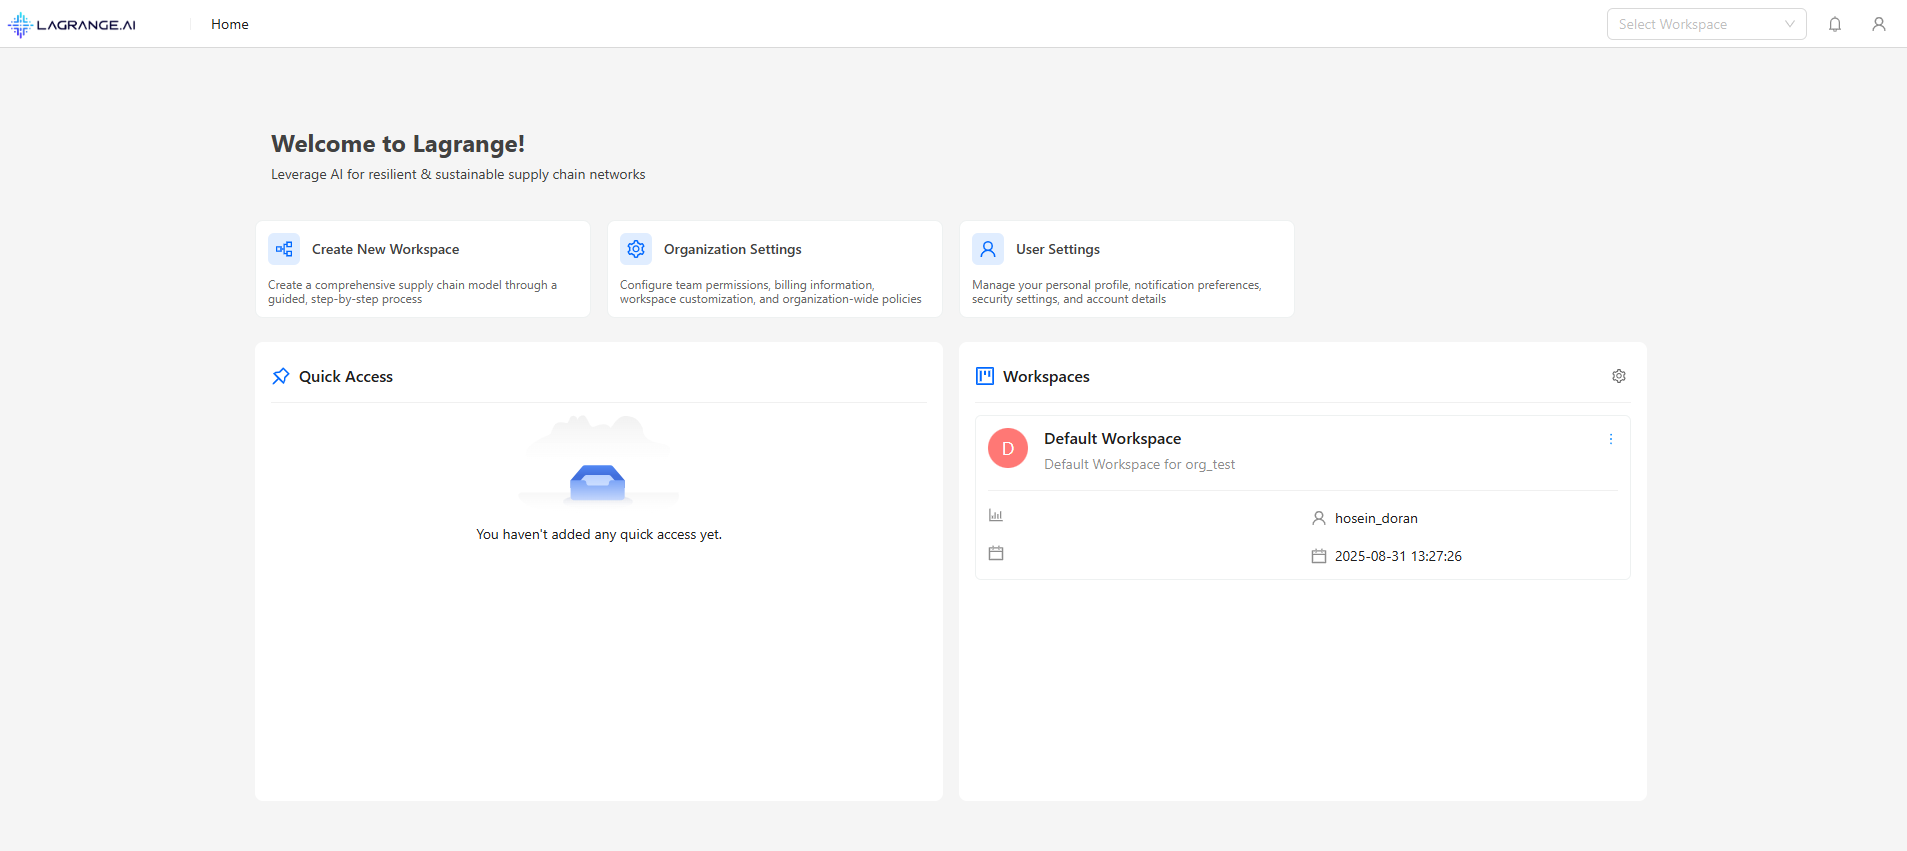 LAGRANGE.AI
Home
Select Workspace
Welcome to Lagrange!
Leverage AI for resilient & sustainable supply chain networks
Create New Workspace
Create a comprehensive supply chain model through a
guided, step-by-step process
Organization Settings
Configure team permissions, billing information,
workspace customization, and organization-wide policies
User Settings
Manage your personal profile, notification preferences,
security settings, and account details
Quick Access
You haven't added any quick access yet.
Workspaces
D
Default Workspace
Default Workspace for org_test
hosein_doran
2025-08-31 13:27:26